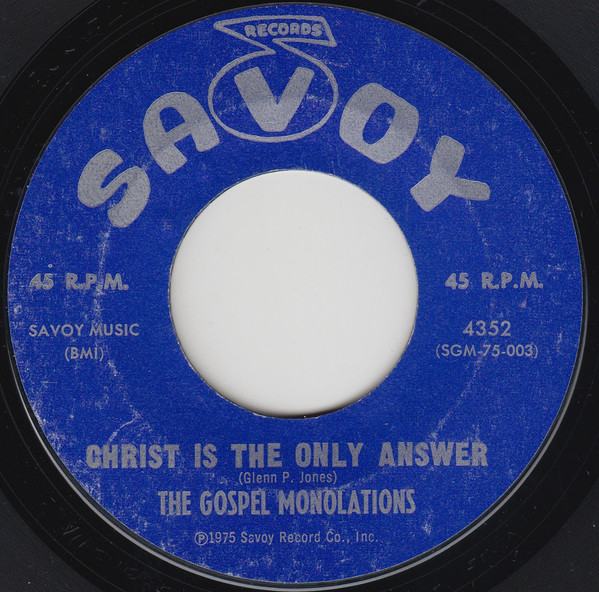 RECORDS
SAVOY
45 R.P.M.
45 R.P.M.
SAVOY MUSIC
(BMI)
4352
(SGM-75-003)
CHRIST IS THE ONLY ANSWER
(Glenn P. Jones)
THE GOSPEL MONOLATIONS
℗1975 Savoy Record Co., Inc.